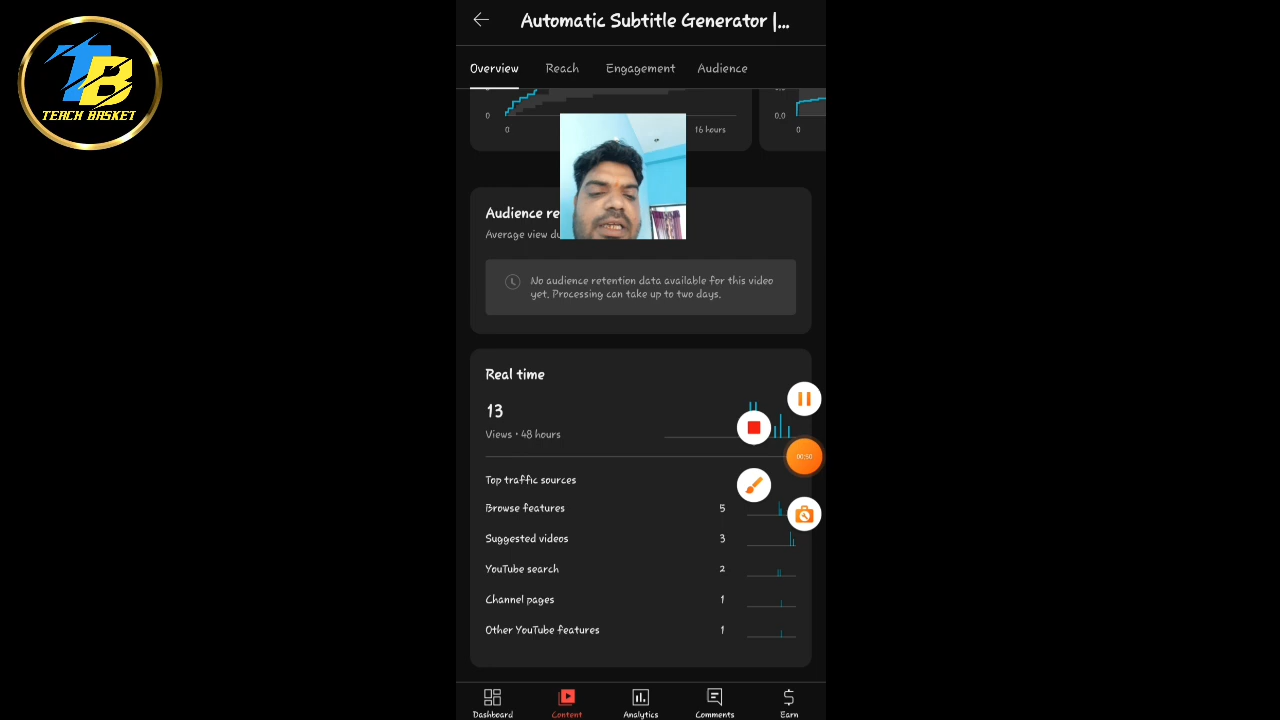 Automatic Subtitle Generator |...
TB
TEACH BASKET
Overview Reach Engagement Audience
0 0.0
0 16 hours 0
Audience re
Average view du
No audience retention data available for this video
yet. Processing can take up to two days.
Real time
13
Views • 48 hours
00:50
Top traffic sources
Browse features 5
Suggested videos 3
YouTube search 2
Channel pages 1
Other YouTube features 1
Dashboard Content Analytics Comments Earn